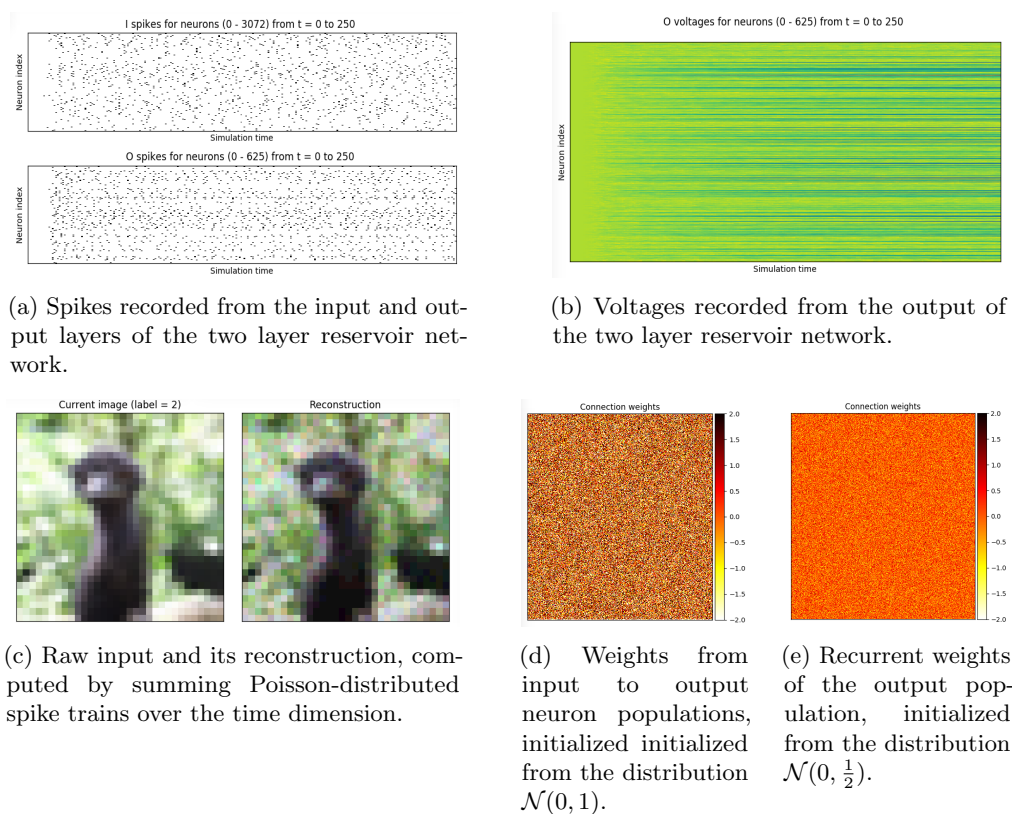 I spikes for neurons (0 - 3072) from t = 0 to 250
Neuron index
Simulation time
O spikes for neurons (0 - 625) from t = 0 to 250
Neuron index
Simulation time
O voltages for neurons (0 - 625) from t = 0 to 250
Neuron index
Simulation time
(a) Spikes recorded from the input and out-
put layers of the two layer reservoir net-
work.
(b) Voltages recorded from the output of
the two layer reservoir network.
Current image (label = 2)
Reconstruction
Connection weights
2.0
1.5
1.0
0.5
0.0
−0.5
−1.0
−1.5
−2.0
Connection weights
2.0
1.5
1.0
0.5
0.0
−0.5
−1.0
−1.5
−2.0
(c) Raw input and its reconstruction, com-
puted by summing Poisson-distributed
spike trains over the time dimension.
(d) Weights from
input to output
neuron populations,
initialized initialized
from the distribution
𝒩(0, 1).
(e) Recurrent weights
of the output pop-
ulation, initialized
from the distribution
𝒩(0, 1/2).